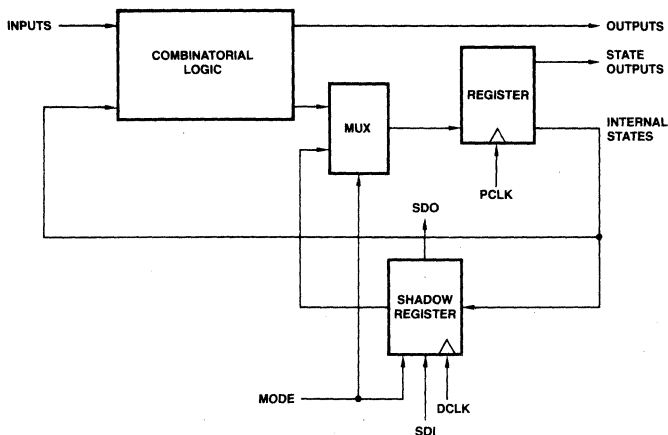 INPUTS
COMBINATORIAL
LOGIC
OUTPUTS
STATE
OUTPUTS
REGISTER
MUX
INTERNAL
STATES
PCLK
SDO
SHADOW
REGISTER
MODE
DCLK
SDI